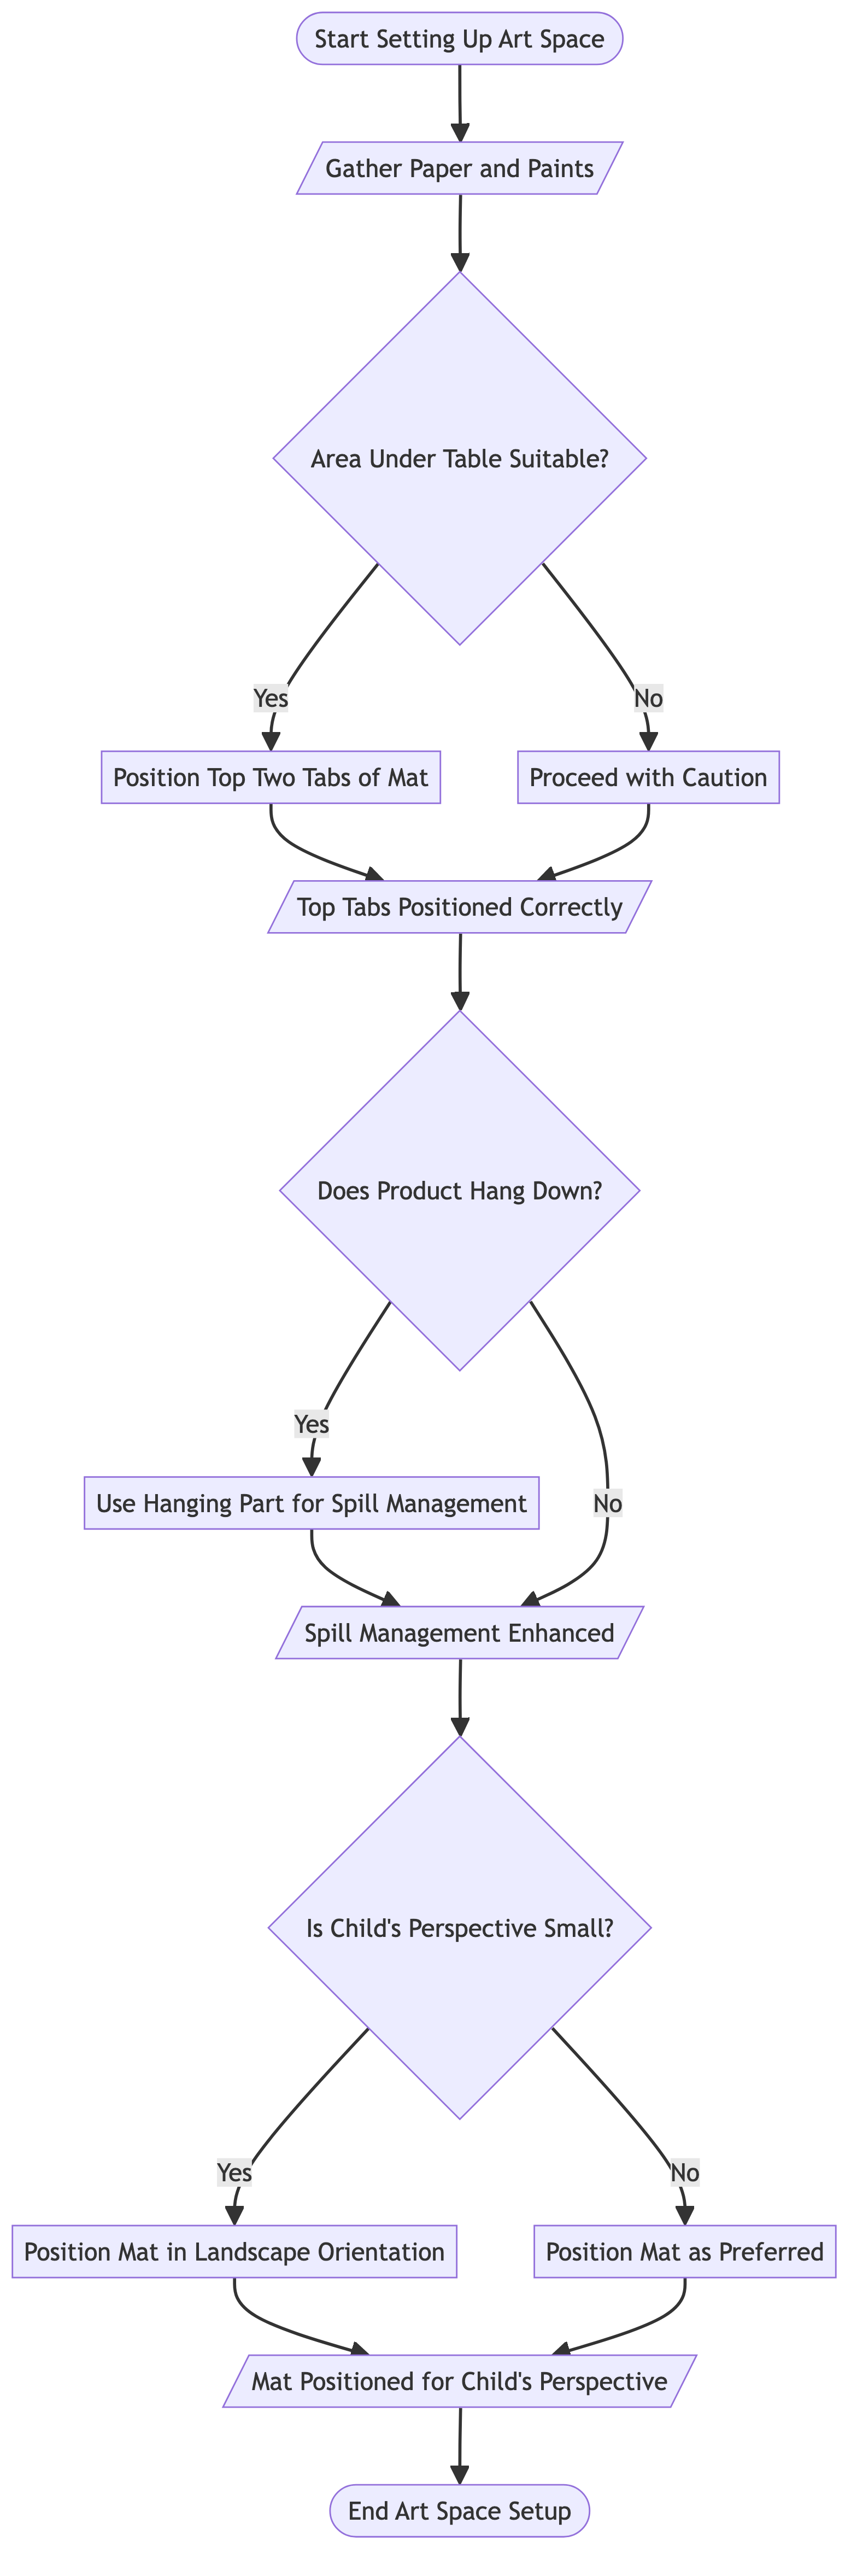 Start Setting Up Art Space
Gather Paper and Paints
Area Under Table Suitable?
Yes
No
Position Top Two Tabs of Mat
Proceed with Caution
Top Tabs Positioned Correctly
Does Product Hang Down?
Yes
Use Hanging Part for Spill Management
No
Spill Management Enhanced
Is Child's Perspective Small?
Yes
No
Position Mat in Landscape Orientation
Position Mat as Preferred
Mat Positioned for Child's Perspective
End Art Space Setup